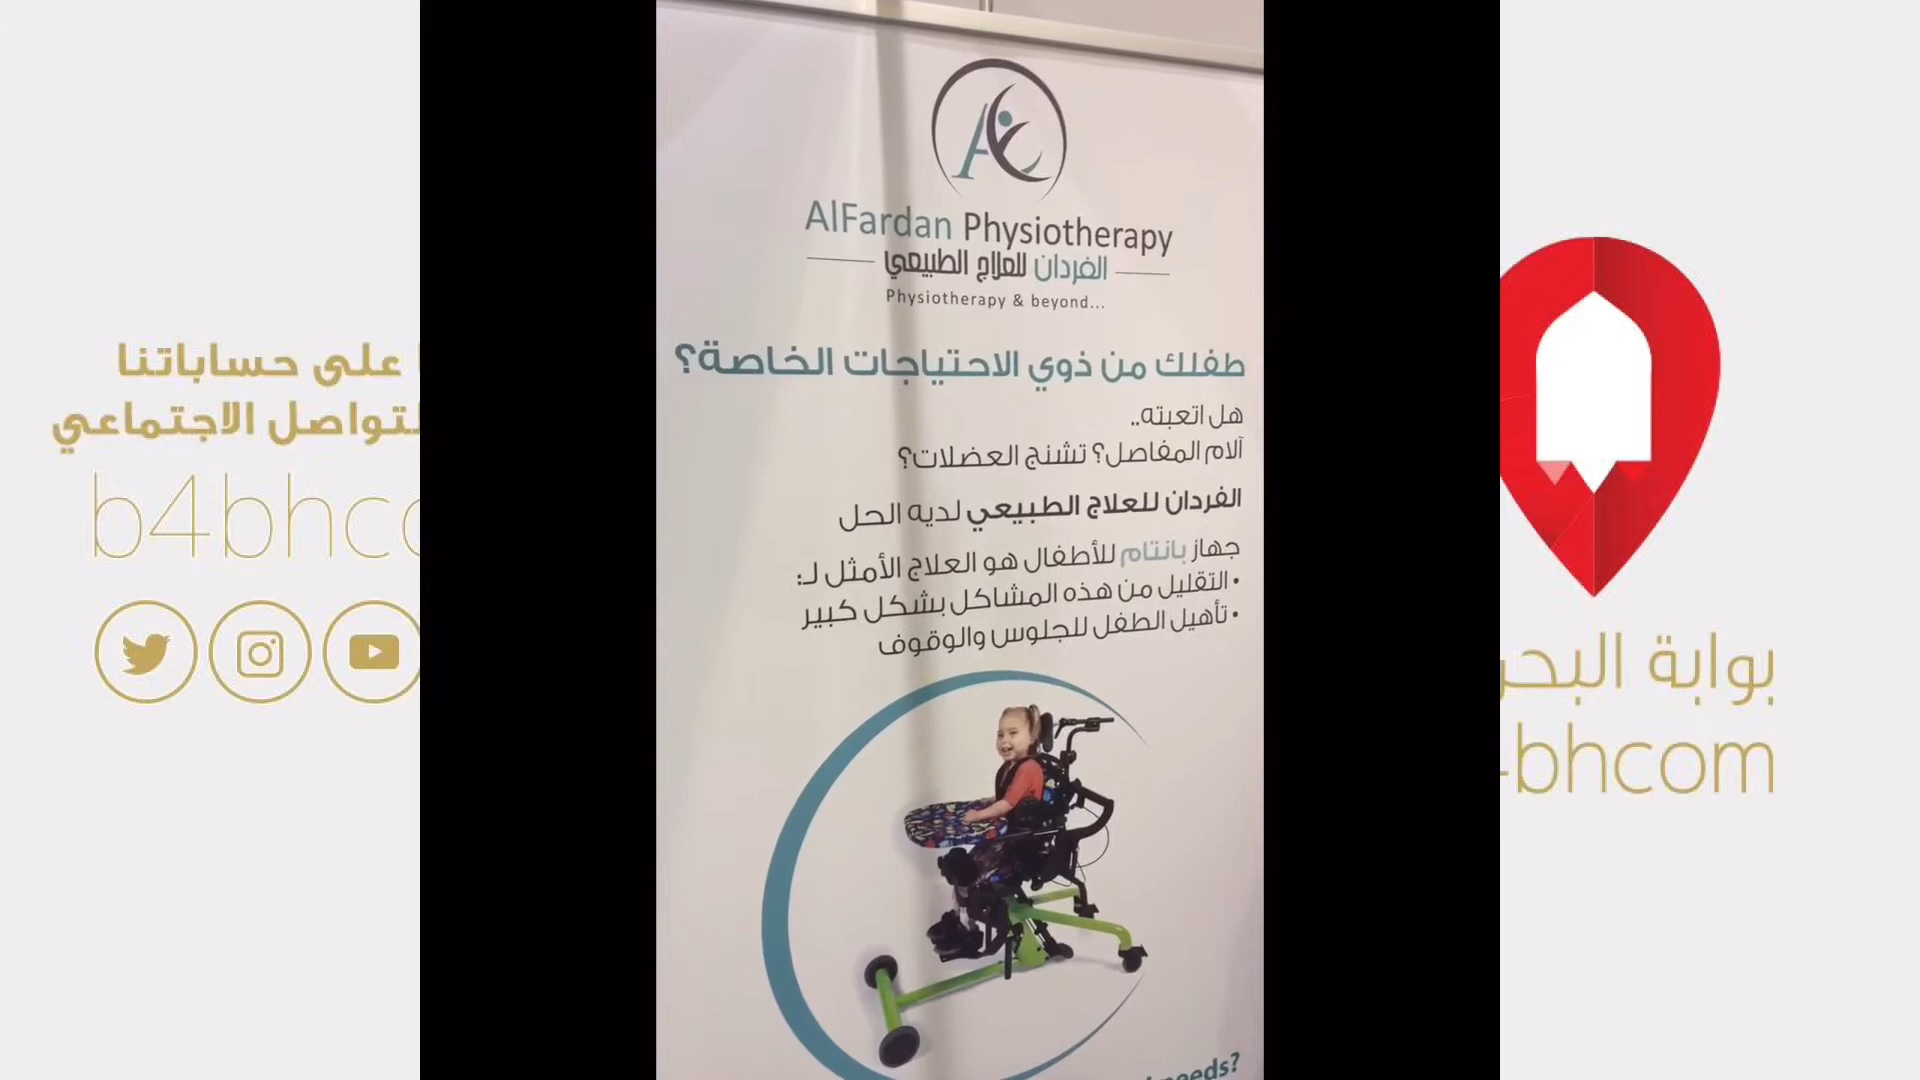 على حساباتنا
لتواصل الاجتماعي
b4bhco
AlFardan Physiotherapy
الفردان للعلاج الطبيعي
Physiotherapy & beyond...
طفلك من ذوي الاحتياجات الخاصة؟
هل اتعبته..
آلام المفاصل؟ تشنج العضلات؟
الفردان للعلاج الطبيعي لديه الحل
جهاز بانتام للأطفال هو العلاج الأمثل لـ:
• التقليل من هذه المشاكل بشكل كبير
• تأهيل الطفل للجلوس والوقوف
needs?
بوابة البحر
bhcom